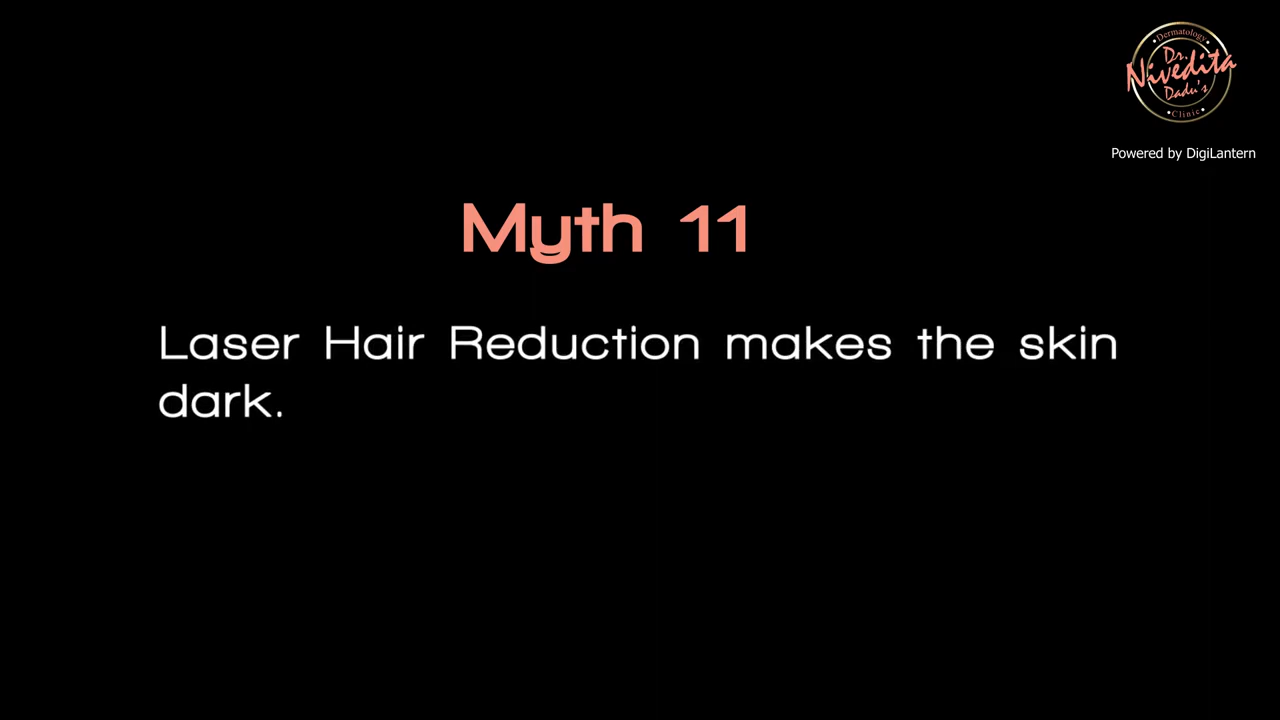 Dermatology
Dr.
Nivedita
Dadu's
Clinic
Powered by DigiLantern
Myth 11
Laser Hair Reduction makes the skin
dark.